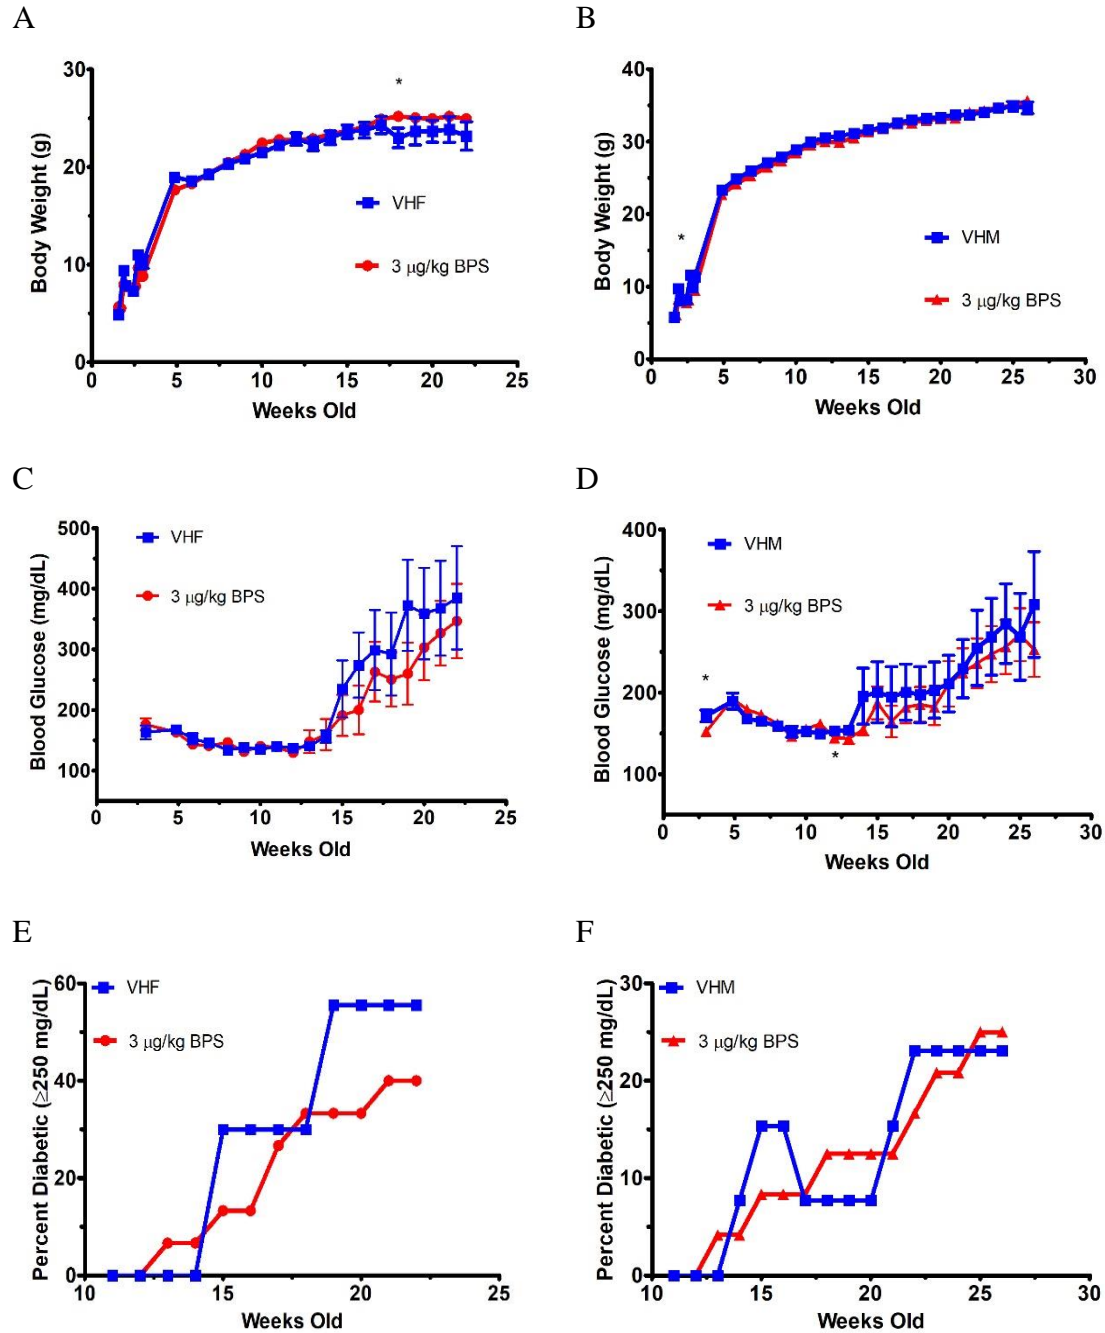 A
B
Body Weight (g)
30
20
10
0
*
VHF
3 µg/kg BPS
0 5 10 15 20 25
Weeks Old
Body Weight (g)
40
30
20
10
0
*
VHM
3 µg/kg BPS
0 5 10 15 20 25 30
Weeks Old
C
D
Blood Glucose (mg/dL)
500
400
300
200
100
VHF
3 µg/kg BPS
0 5 10 15 20 25
Weeks Old
Blood Glucose (mg/dL)
400
300
200
100
VHM
3 µg/kg BPS
*
*
0 5 10 15 20 25 30
Weeks Old
E
F
Percent Diabetic (≥250 mg/dL)
60
40
20
0
VHF
3 µg/kg BPS
10 15 20 25
Weeks Old
Percent Diabetic (≥250 mg/dL)
30
20
10
0
VHM
3 µg/kg BPS
10 15 20 25 30
Weeks Old